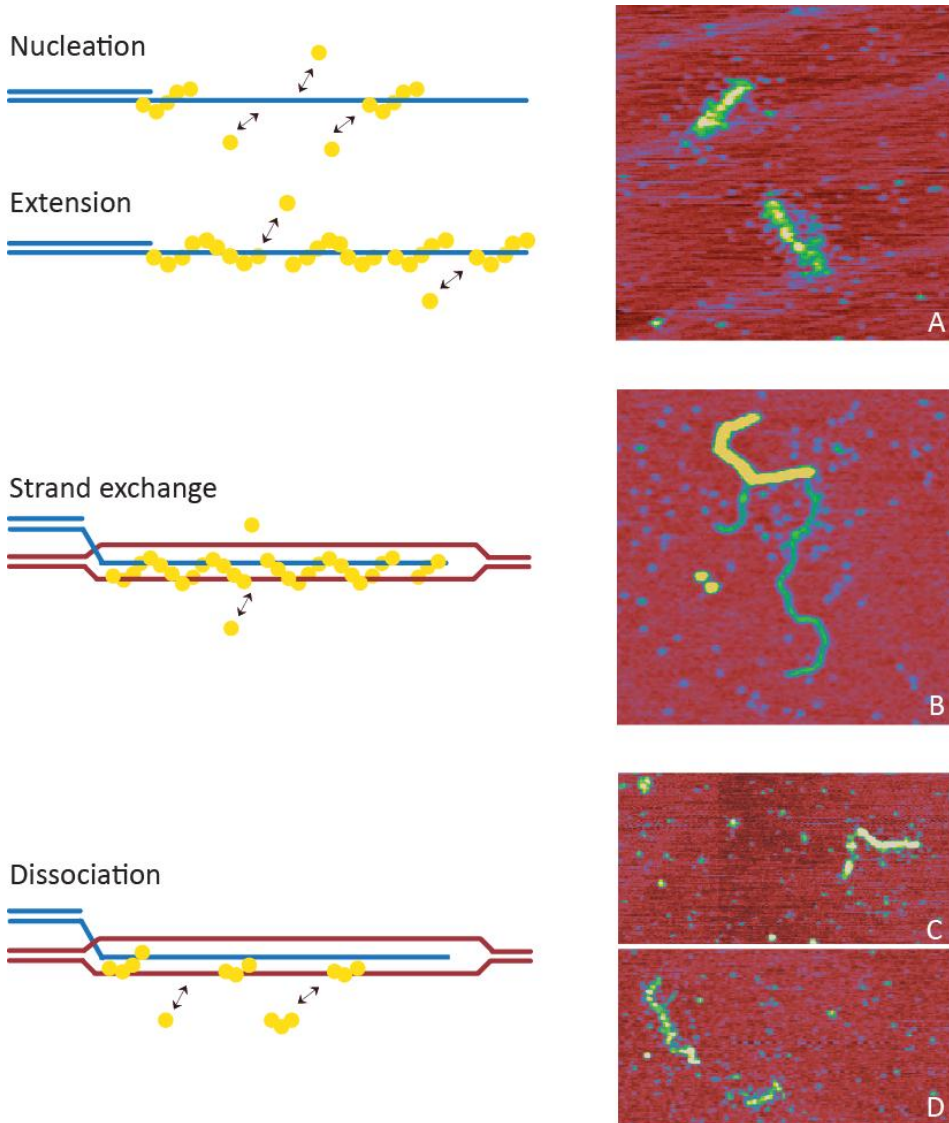 Nucleation
Extension
A
Strand exchange
B
Dissociation
C
D